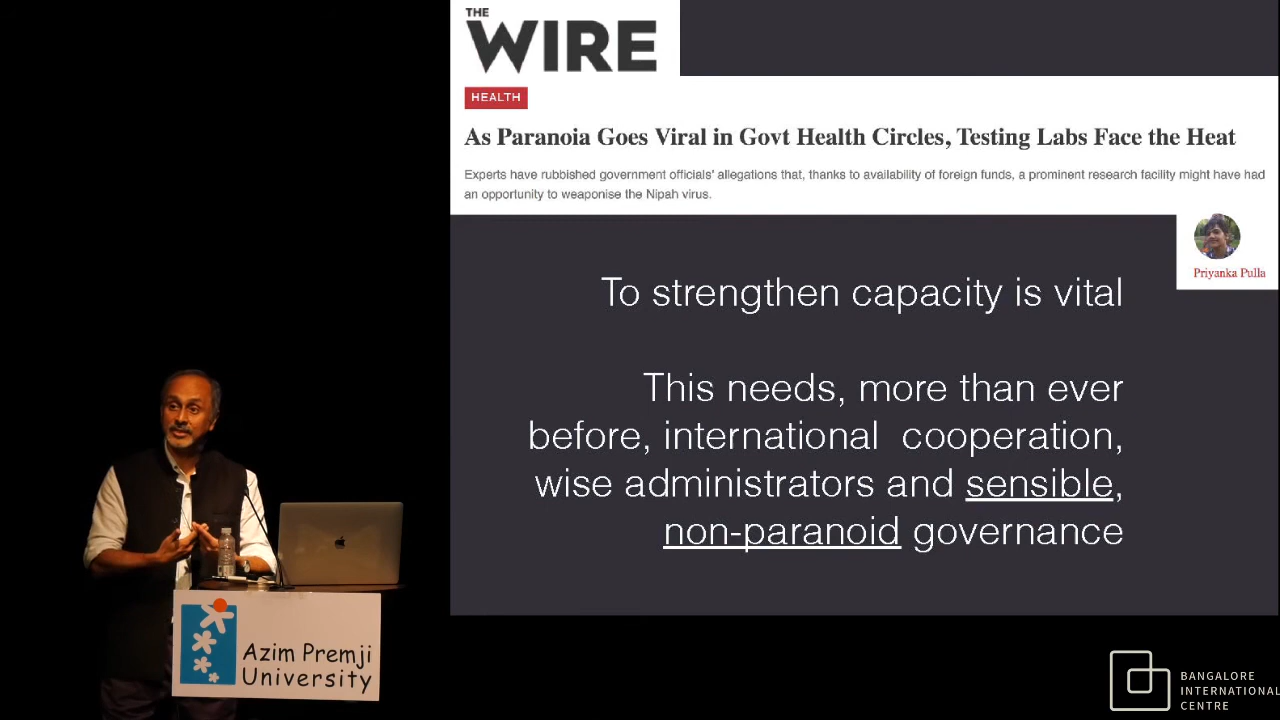 THE
WIRE
HEALTH
As Paranoia Goes Viral in Govt Health Circles, Testing Labs Face the Heat
Experts have rubbished government officials' allegations that, thanks to availability of foreign funds, a prominent research facility might have had
an opportunity to weaponise the Nipah virus.
Priyanka Pulla
To strengthen capacity is vital
This needs, more than ever
before, international cooperation,
wise administrators and sensible,
non-paranoid governance
Azim Premji
University
BANGALORE
INTERNATIONAL
CENTRE